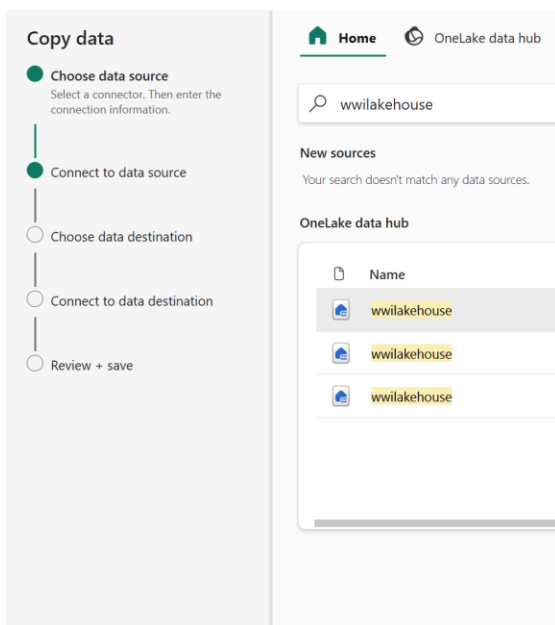 Copy data
Choose data source
Select a connector. Then enter the
connection information.
Connect to data source
Choose data destination
Connect to data destination
Review + save
Home
OneLake data hub
wwilakehouse
New sources
Your search doesn't match any data sources.
OneLake data hub
Name
wwilakehouse
wwilakehouse
wwilakehouse